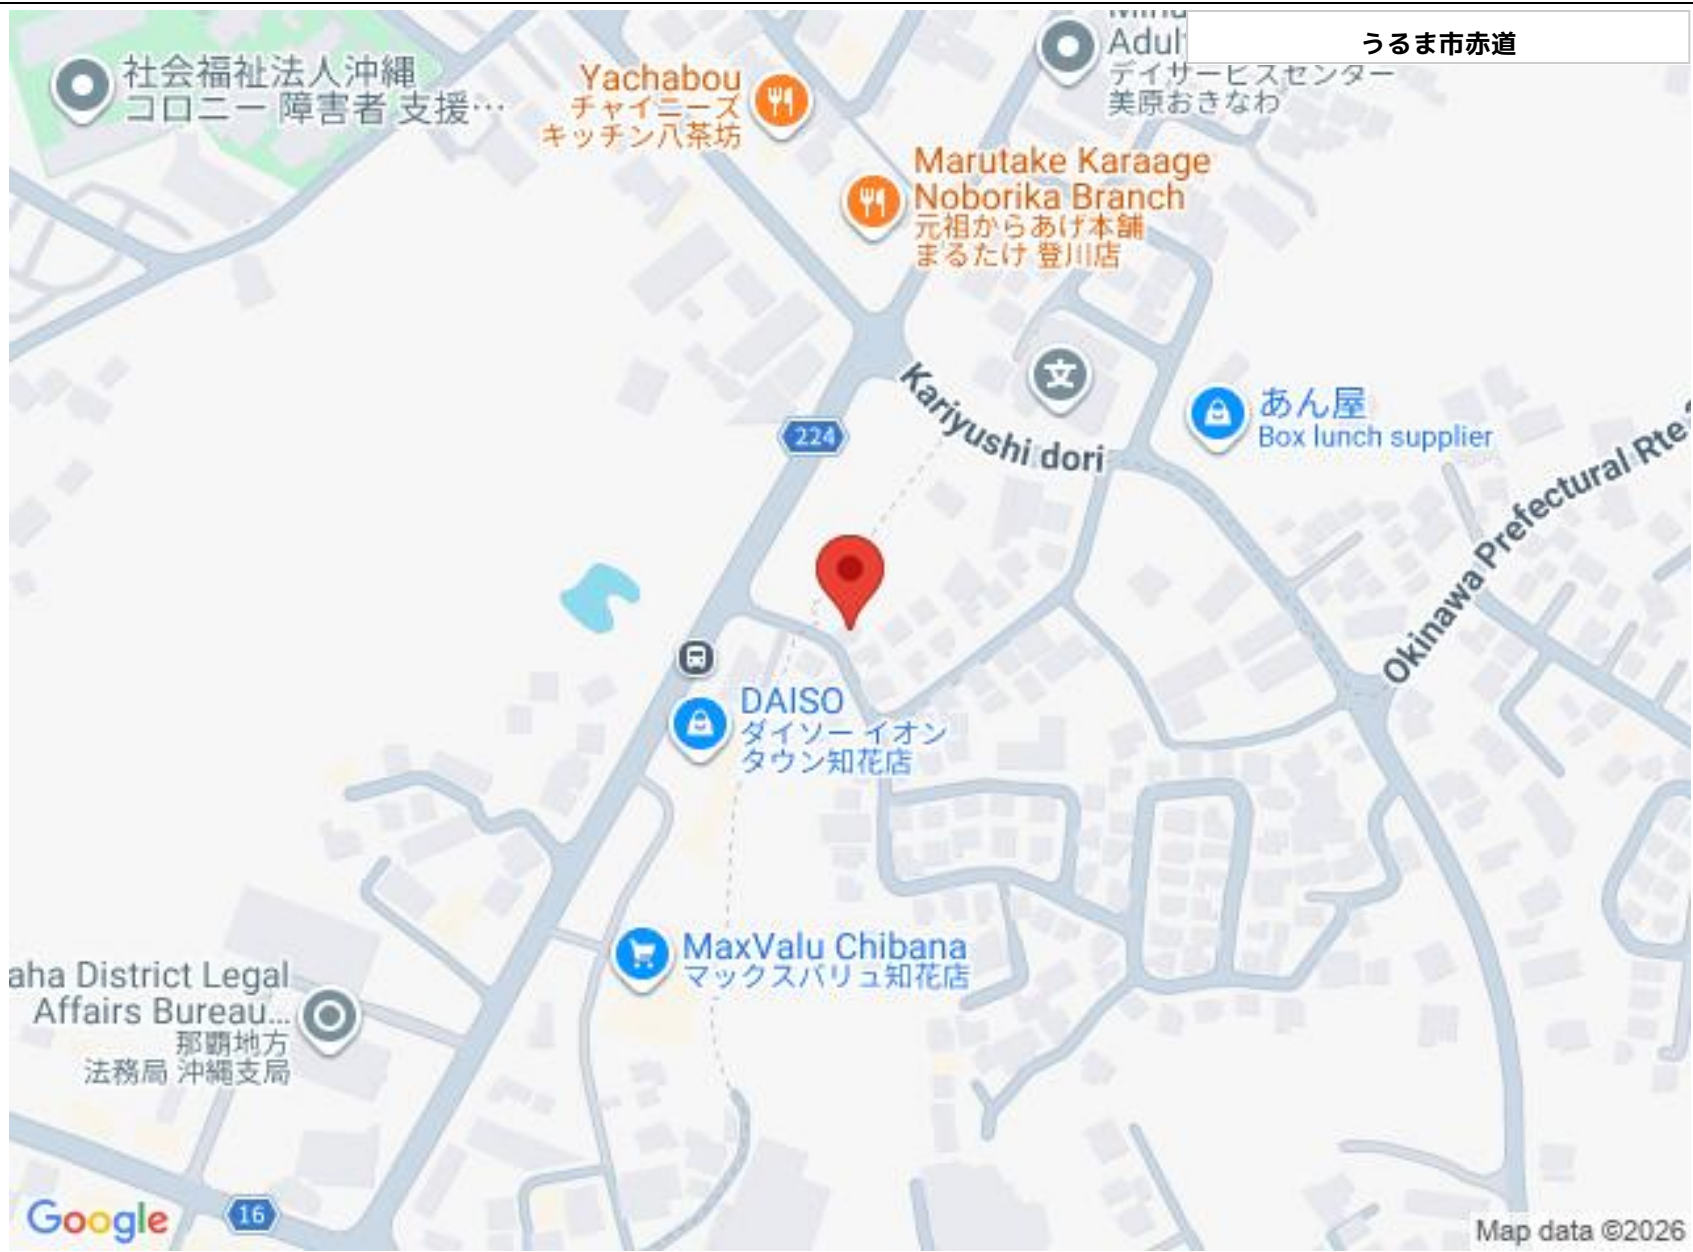 うるま市赤道
Adul
デイサービスセンター
美原おきなわ
社会福祉法人沖縄
コロニー 障害者 支援…
Yachabou
チャイニーズ
キッチン八茶坊
Marutake Karaage
Noborika Branch
元祖からあげ本舗
まるたけ 登川店
Kariyushi dori
224
文
あん屋
Box lunch supplier
Okinawa Prefectural Rte
DAISO
ダイソー イオン
タウン知花店
MaxValu Chibana
マックスバリュ知花店
aha District Legal
Affairs Bureau...
那覇地方
法務局 沖縄支局
16
Google
Map data ©2026